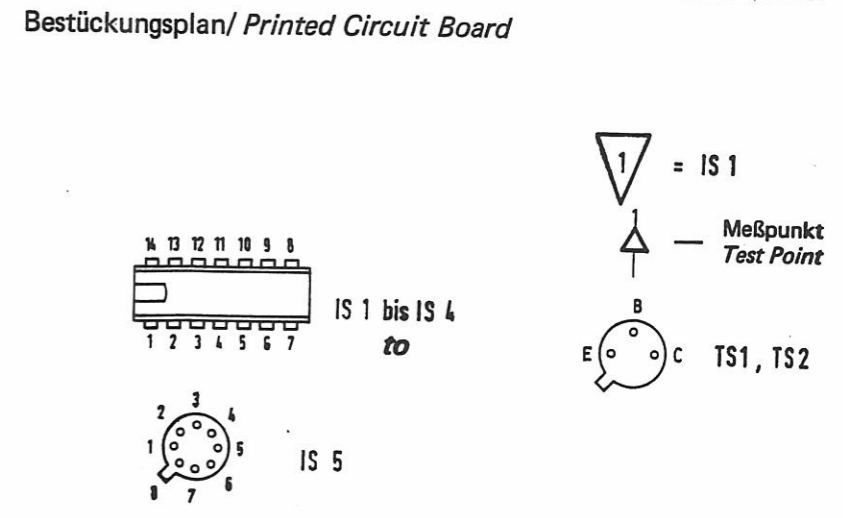 Bestückungsplan/ Printed Circuit Board
1 = IS 1
1
Meßpunkt
Test Point
14 13 12 11 10 9 8
IS 1 bis IS 4
to
1 2 3 4 5 6 7
B
E C TS1, TS2
3
2 4
1 5
IS 5
8 7 6